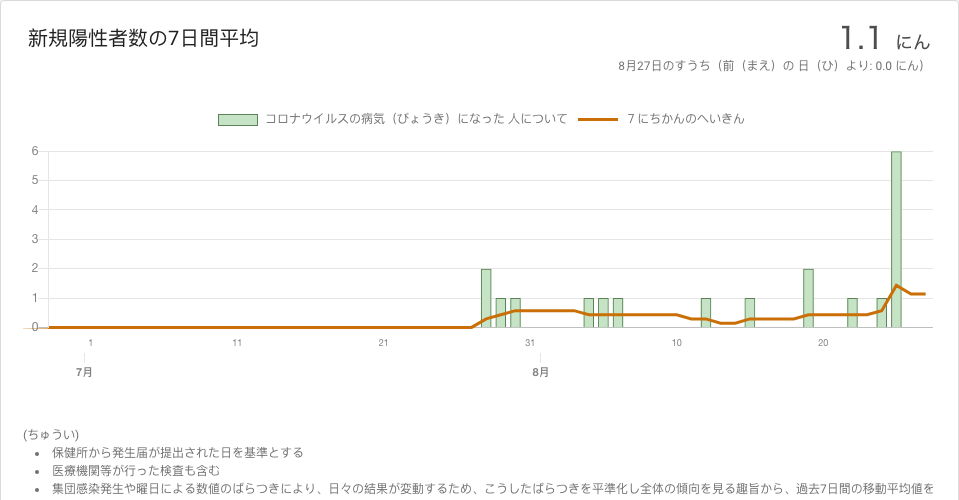 新規陽性者数の7日間平均
1.1 にん
8月27日のすうち（前（まえ）の 日（ひ）より: 0.0 にん）
コロナウイルスの病気（びょうき）になった 人について 7 にちかんのへいきん
6
5
4
3
2
1
0
1 11 21 31 10 20
7月 8月
(ちゅうい)
• 保健所から発生届が提出された日を基準とする
• 医療機関等が行った検査も含む
• 集団感染発生や曜日による数値のばらつきにより、日々の結果が変動するため、こうしたばらつきを平準化し全体の傾向を見る趣旨から、過去7日間の移動平均値を